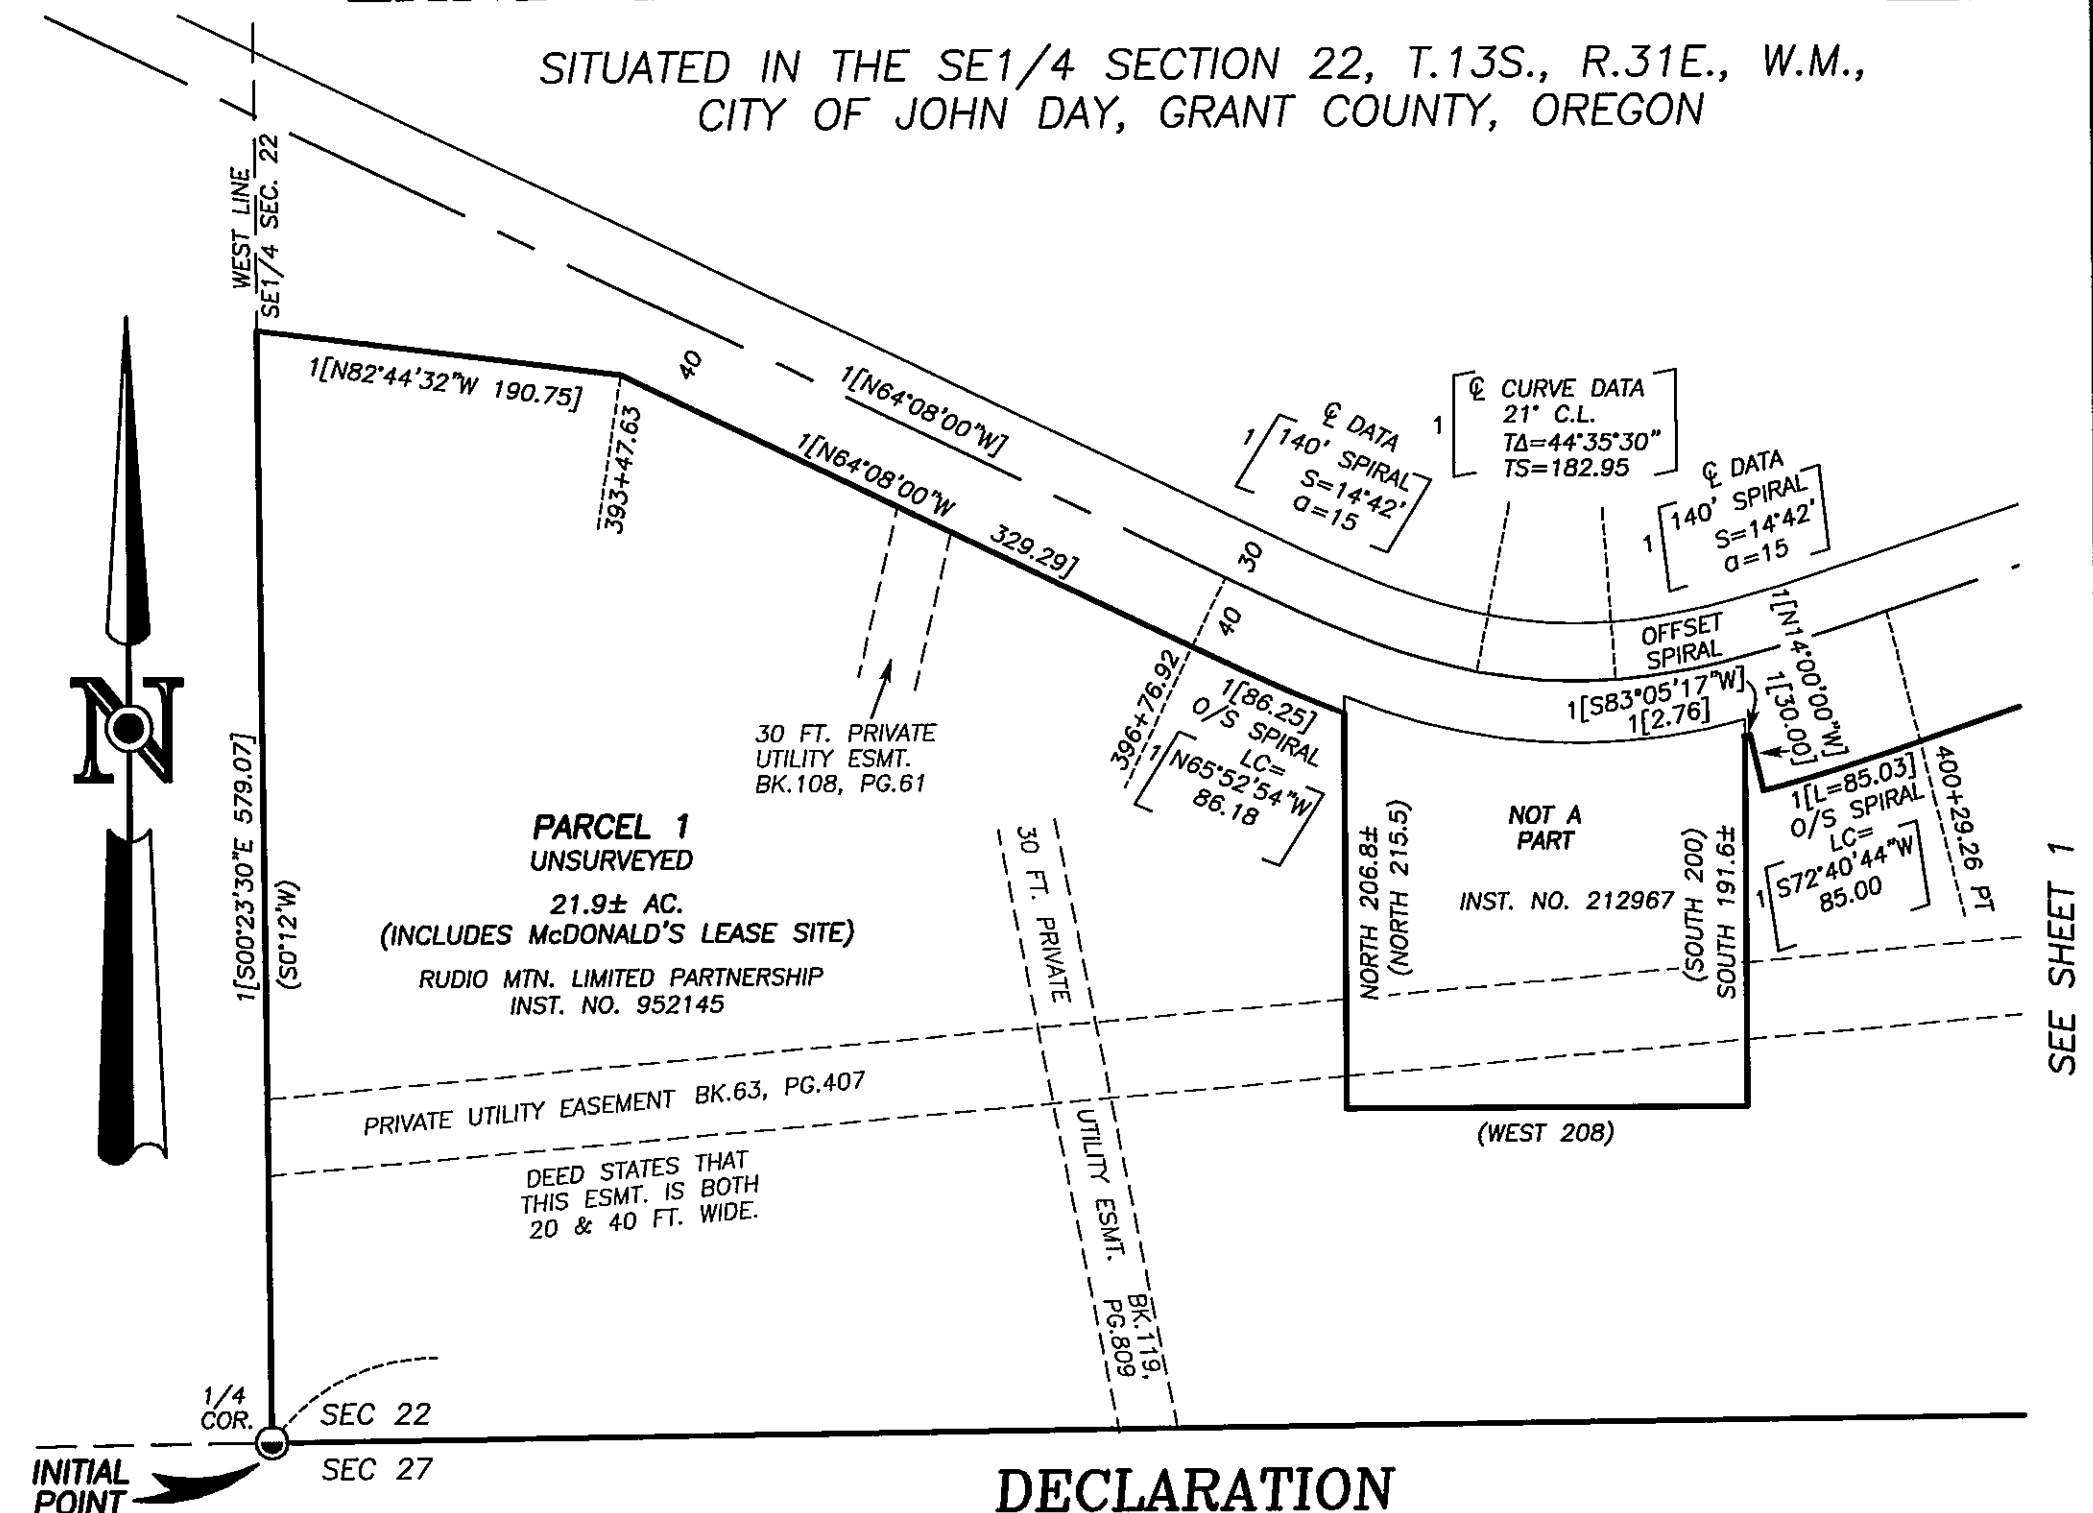 SITUATED IN THE SE1/4 SECTION 22, T.13S., R.31E., W.M.,
CITY OF JOHN DAY, GRANT COUNTY, OREGON
WEST LINE
SE1/4 SEC. 22
1[N82°44'32"W 190.75]
40
393+47.63
1[N64°08'00"W]
1[N64°08'00"W 329.29]
℄ DATA
1[140' SPIRAL
S=14°42'
a=15]
1[℄ CURVE DATA
21° C.L.
TΔ=44°35'30"
TS=182.95]
℄ DATA
1[140' SPIRAL
S=14°42'
a=15]
30
40
396+76.92
1[86.25]
O/S SPIRAL
LC=
1[N65°52'54"W
86.18]
OFFSET
SPIRAL
1[S83°05'17"W]
1[2.76]
1[N14°00'00"W]
1[30.00]
1[L=85.03]
O/S SPIRAL
LC=
1[S72°40'44"W
85.00]
400+29.26 PT
N
30 FT. PRIVATE
UTILITY ESMT.
BK.108, PG.61
1[S00°23'30"E 579.07]
(S0°12'W)
PARCEL 1
UNSURVEYED
21.9± AC.
(INCLUDES McDONALD'S LEASE SITE)
RUDIO MTN. LIMITED PARTNERSHIP
INST. NO. 952145
30 FT. PRIVATE
UTILITY ESMT.
BK.119,
PG.809
NORTH 206.8±
(NORTH 215.5)
NOT A
PART
INST. NO. 212967
(SOUTH 200)
SOUTH 191.6±
(WEST 208)
SEE SHEET 1
PRIVATE UTILITY EASEMENT BK.63, PG.407
DEED STATES THAT
THIS ESMT. IS BOTH
20 & 40 FT. WIDE.
1/4
COR.
SEC 22
SEC 27
INITIAL
POINT
DECLARATION